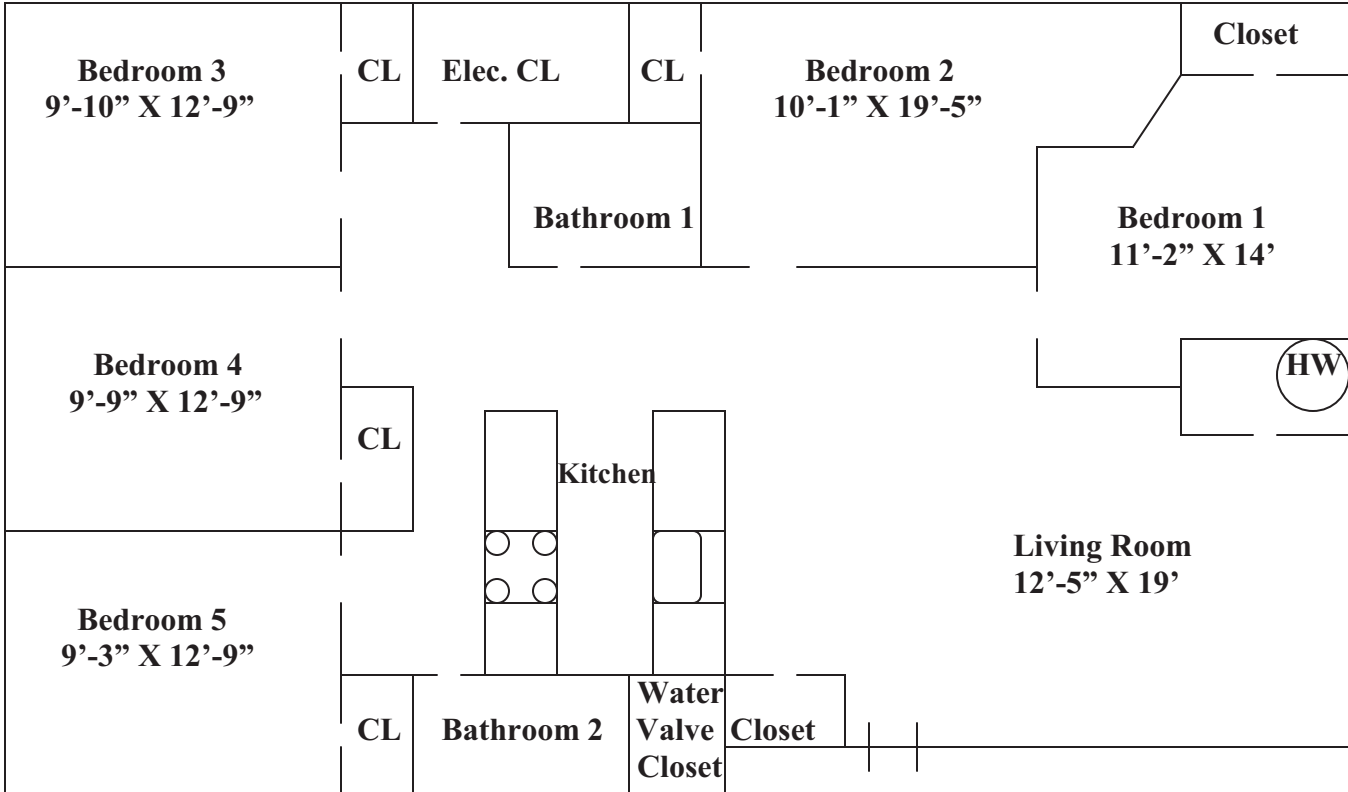 Closet
Bedroom 3
9’-10” X 12’-9”
CL
Elec. CL
CL
Bedroom 2
10’-1” X 19’-5”
Bathroom 1
Bedroom 1
11’-2” X 14’
Bedroom 4
9’-9” X 12’-9”
HW
CL
Kitchen
Living Room
12’-5” X 19’
Bedroom 5
9’-3” X 12’-9”
CL
Bathroom 2
Water
Valve
Closet
Closet